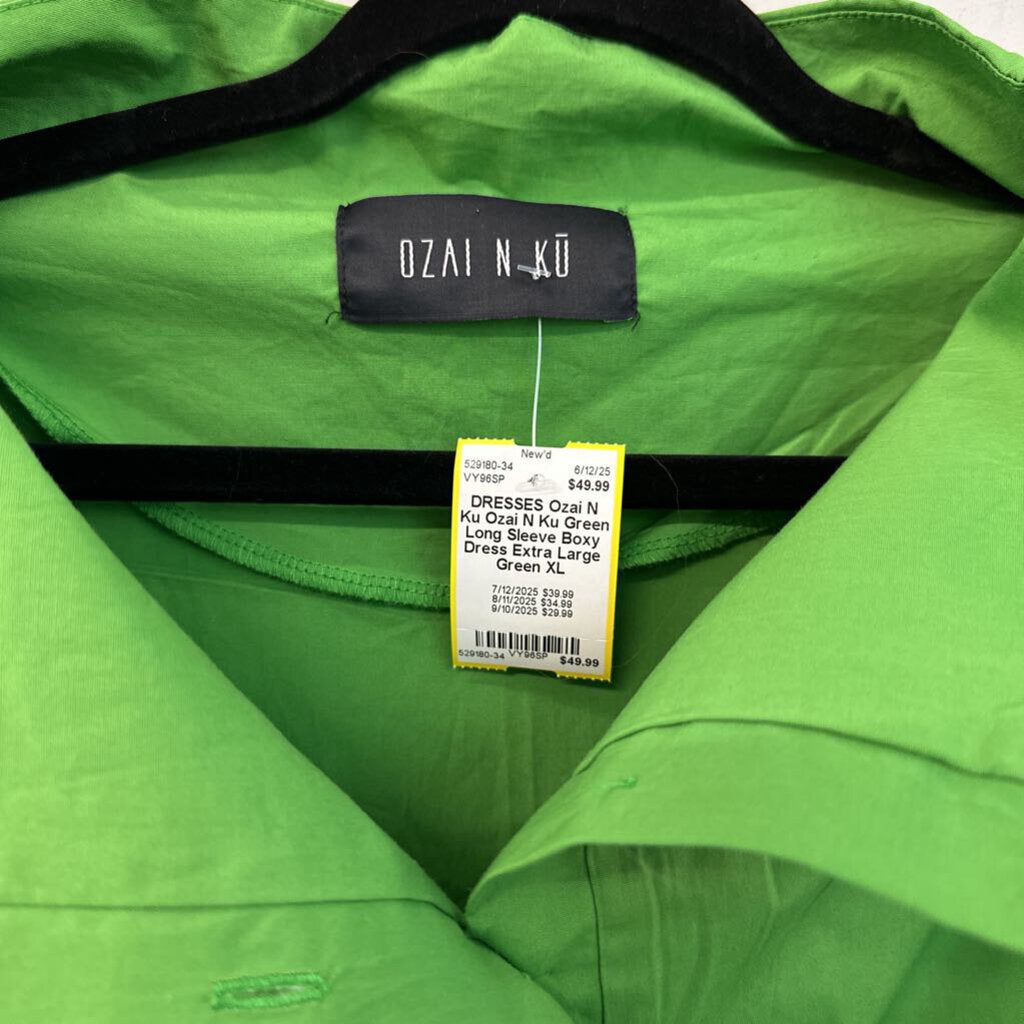 OZAI N KŪ
New'd
529180-34 6/12/25
VY96SP $49.99
DRESSES Ozai N
Ku Ozai N Ku Green
Long Sleeve Boxy
Dress Extra Large
Green XL
7/12/2025 $39.99
8/11/2025 $34.99
9/10/2025 $29.99
529180-34 VY96SP $49.99